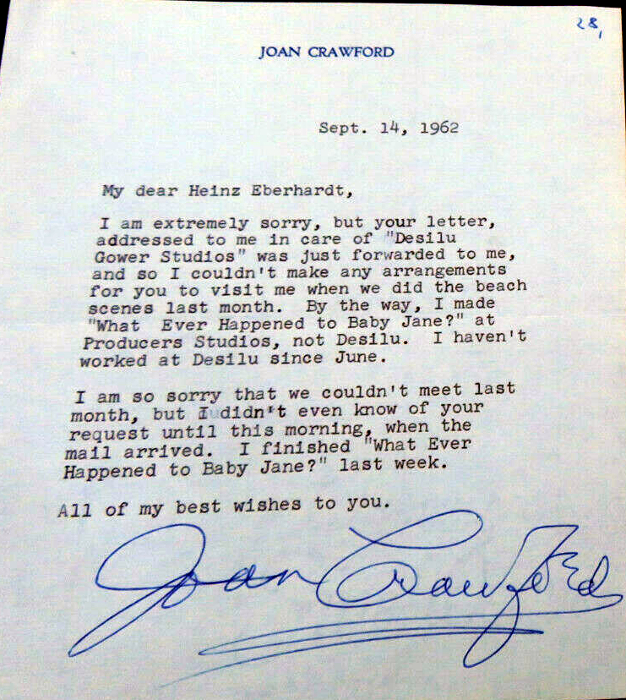 28,
JOAN CRAWFORD
Sept. 14, 1962
My dear Heinz Eberhardt,
I am extremely sorry, but your letter,
addressed to me in care of "Desilu
Gower Studios" was just forwarded to me,
and so I couldn't make any arrangements
for you to visit me when we did the beach
scenes last month.  By the way, I made
"What  Ever Happened to Baby Jane?" at
Producers Studios, not Desilu.  I haven't
worked at Desilu since June.
I am so sorry that we couldn't meet last
month, but I didn't even know of your
request until this morning, when the
mail arrived.  I finished "What Ever
Happened to Baby Jane?" last week.
All of my best wishes to you.
Joan Crawford